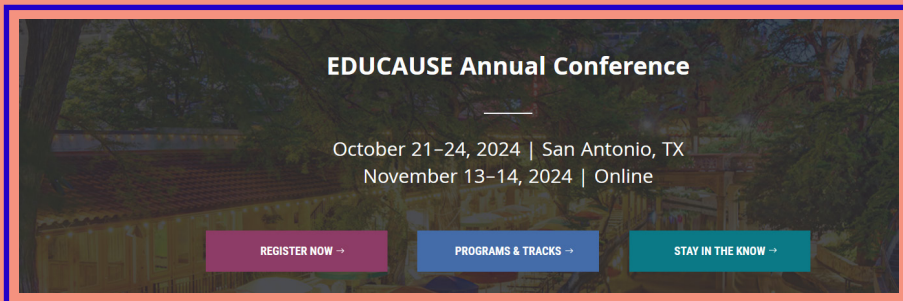 EDUCAUSE Annual Conference
October 21–24, 2024 | San Antonio, TX
November 13–14, 2024 | Online
REGISTER NOW →
PROGRAMS & TRACKS →
STAY IN THE KNOW →